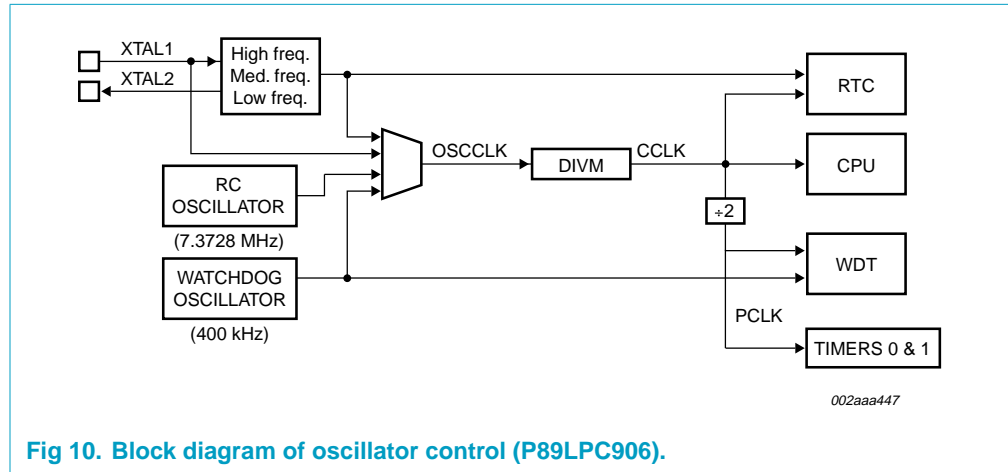 XTAL1
XTAL2
High freq.
Med. freq.
Low freq.
RTC
OSCCLK
DIVM
CCLK
CPU
RC
OSCILLATOR
(7.3728 MHz)
÷2
WATCHDOG
OSCILLATOR
(400 kHz)
WDT
PCLK
TIMERS 0 & 1
002aaa447
Fig 10. Block diagram of oscillator control (P89LPC906).